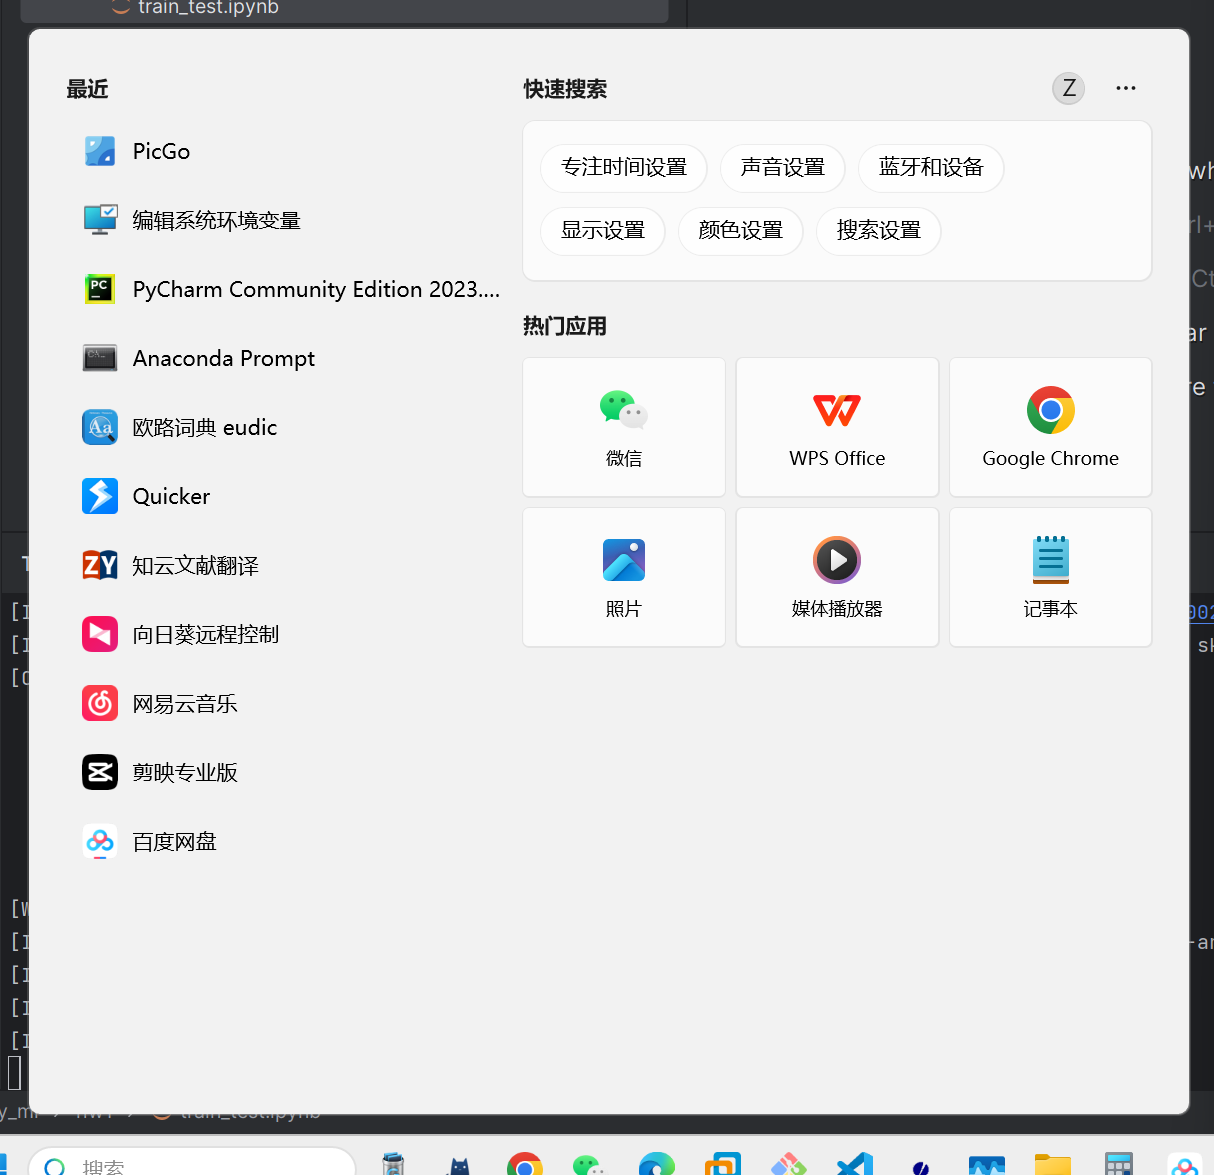 train_test.ipynb
最近
PicGo
编辑系统环境变量
PyCharm Community Edition 2023....
Anaconda Prompt
欧路词典 eudic
Quicker
知云文献翻译
向日葵远程控制
网易云音乐
剪映专业版
百度网盘
快速搜索
Z
专注时间设置 声音设置 蓝牙和设备
显示设置 颜色设置 搜索设置
热门应用
微信 WPS Office Google Chrome
照片 媒体播放器 记事本
搜索